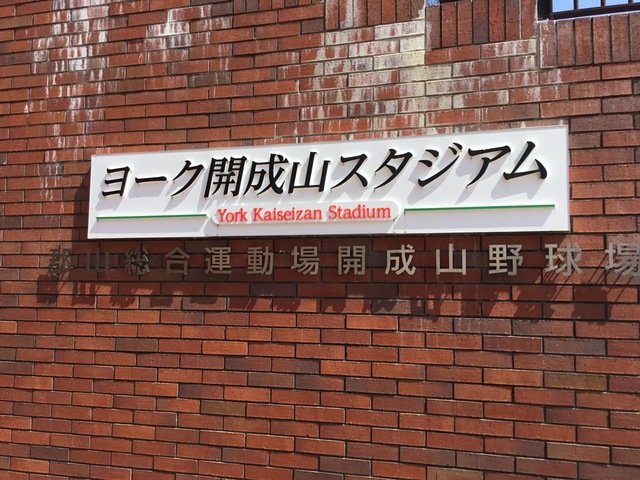 ヨーク開成山スタジアム
York Kaiseizan Stadium
郡山総合運動場開成山野球場